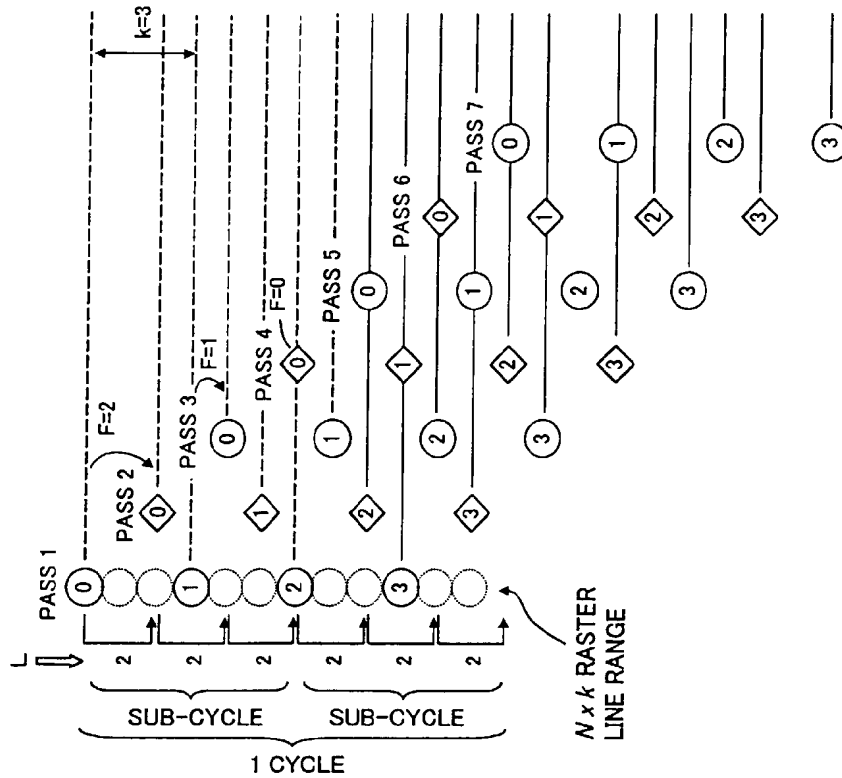 L
PASS 1
k=3
F=2
PASS 2
PASS 3
F=1
PASS 4
F=0
PASS 5
PASS 6
PASS 7
2
2
2
2
2
2
SUB-CYCLE
SUB-CYCLE
1 CYCLE
0
1
2
3
0
1
2
3
0
1
2
3
0
1
2
3
0
1
2
3
0
1
2
3
0
1
2
3
N x k RASTER
LINE RANGE